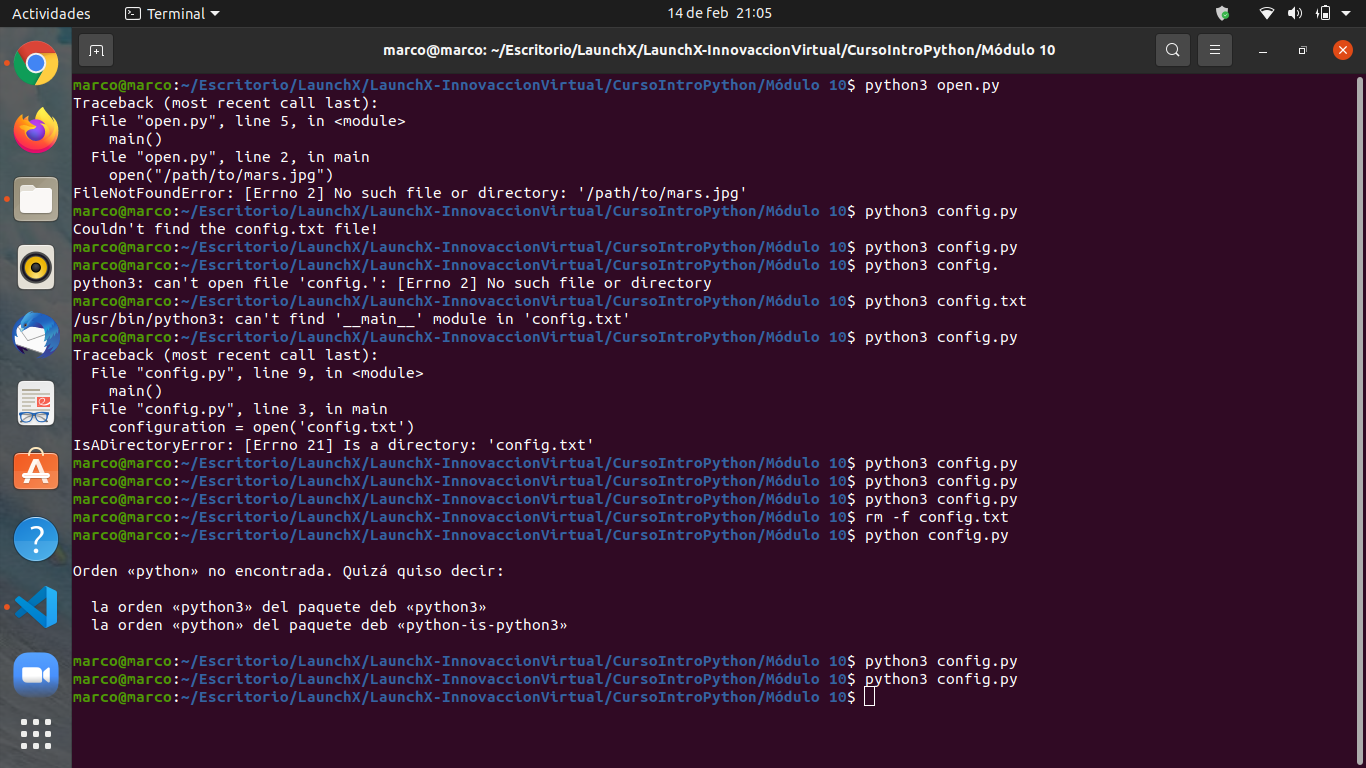 Actividades Terminal 14 de feb 21:05
marco@marco: ~/Escritorio/LaunchX/LaunchX-InnovaccionVirtual/CursoIntroPython/Módulo 10
marco@marco:~/Escritorio/LaunchX/LaunchX-InnovaccionVirtual/CursoIntroPython/Módulo 10$ python3 open.py
Traceback (most recent call last):
  File "open.py", line 5, in <module>
    main()
  File "open.py", line 2, in main
    open("/path/to/mars.jpg")
FileNotFoundError: [Errno 2] No such file or directory: '/path/to/mars.jpg'
marco@marco:~/Escritorio/LaunchX/LaunchX-InnovaccionVirtual/CursoIntroPython/Módulo 10$ python3 config.py
Couldn't find the config.txt file!
marco@marco:~/Escritorio/LaunchX/LaunchX-InnovaccionVirtual/CursoIntroPython/Módulo 10$ python3 config.py
marco@marco:~/Escritorio/LaunchX/LaunchX-InnovaccionVirtual/CursoIntroPython/Módulo 10$ python3 config.
python3: can't open file 'config.': [Errno 2] No such file or directory
marco@marco:~/Escritorio/LaunchX/LaunchX-InnovaccionVirtual/CursoIntroPython/Módulo 10$ python3 config.txt
/usr/bin/python3: can't find '__main__' module in 'config.txt'
marco@marco:~/Escritorio/LaunchX/LaunchX-InnovaccionVirtual/CursoIntroPython/Módulo 10$ python3 config.py
Traceback (most recent call last):
  File "config.py", line 9, in <module>
    main()
  File "config.py", line 3, in main
    configuration = open('config.txt')
IsADirectoryError: [Errno 21] Is a directory: 'config.txt'
marco@marco:~/Escritorio/LaunchX/LaunchX-InnovaccionVirtual/CursoIntroPython/Módulo 10$ python3 config.py
marco@marco:~/Escritorio/LaunchX/LaunchX-InnovaccionVirtual/CursoIntroPython/Módulo 10$ python3 config.py
marco@marco:~/Escritorio/LaunchX/LaunchX-InnovaccionVirtual/CursoIntroPython/Módulo 10$ python3 config.py
marco@marco:~/Escritorio/LaunchX/LaunchX-InnovaccionVirtual/CursoIntroPython/Módulo 10$ rm -f config.txt
marco@marco:~/Escritorio/LaunchX/LaunchX-InnovaccionVirtual/CursoIntroPython/Módulo 10$ python config.py
Orden «python» no encontrada. Quizá quiso decir:
  la orden «python3» del paquete deb «python3»
  la orden «python» del paquete deb «python-is-python3»
marco@marco:~/Escritorio/LaunchX/LaunchX-InnovaccionVirtual/CursoIntroPython/Módulo 10$ python3 config.py
marco@marco:~/Escritorio/LaunchX/LaunchX-InnovaccionVirtual/CursoIntroPython/Módulo 10$ python3 config.py
marco@marco:~/Escritorio/LaunchX/LaunchX-InnovaccionVirtual/CursoIntroPython/Módulo 10$